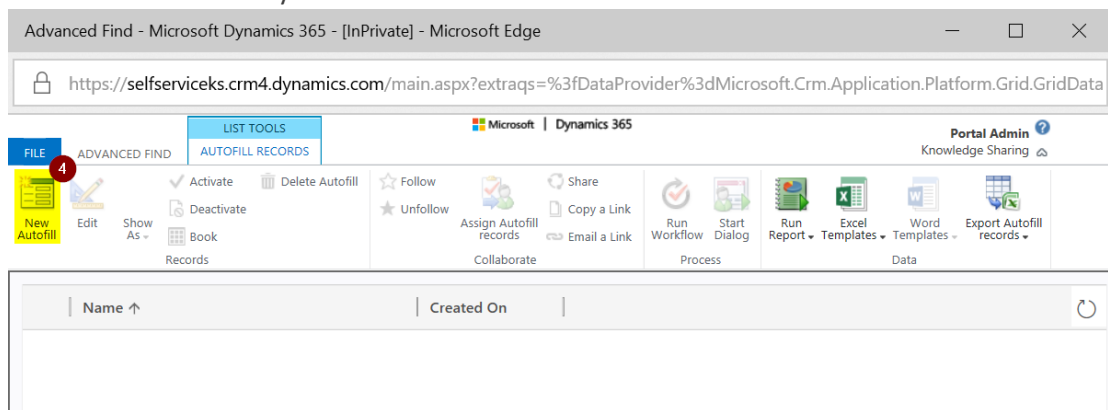 Advanced Find - Microsoft Dynamics 365 - [InPrivate] - Microsoft Edge
https://selfserviceks.crm4.dynamics.com/main.aspx?extraqs=%3fDataProvider%3dMicrosoft.Crm.Application.Platform.Grid.GridData
LIST TOOLS
Microsoft | Dynamics 365
Portal Admin
FILE ADVANCED FIND AUTOFILL RECORDS
Knowledge Sharing
4
New Autofill
Edit
Show As
Activate
Deactivate
Book
Delete Autofill
Records
Follow
Unfollow
Assign Autofill records
Share
Copy a Link
Email a Link
Collaborate
Run Workflow
Start Dialog
Process
Run Report
Excel Templates
Word Templates
Export Autofill records
Data
Name ↑ Created On